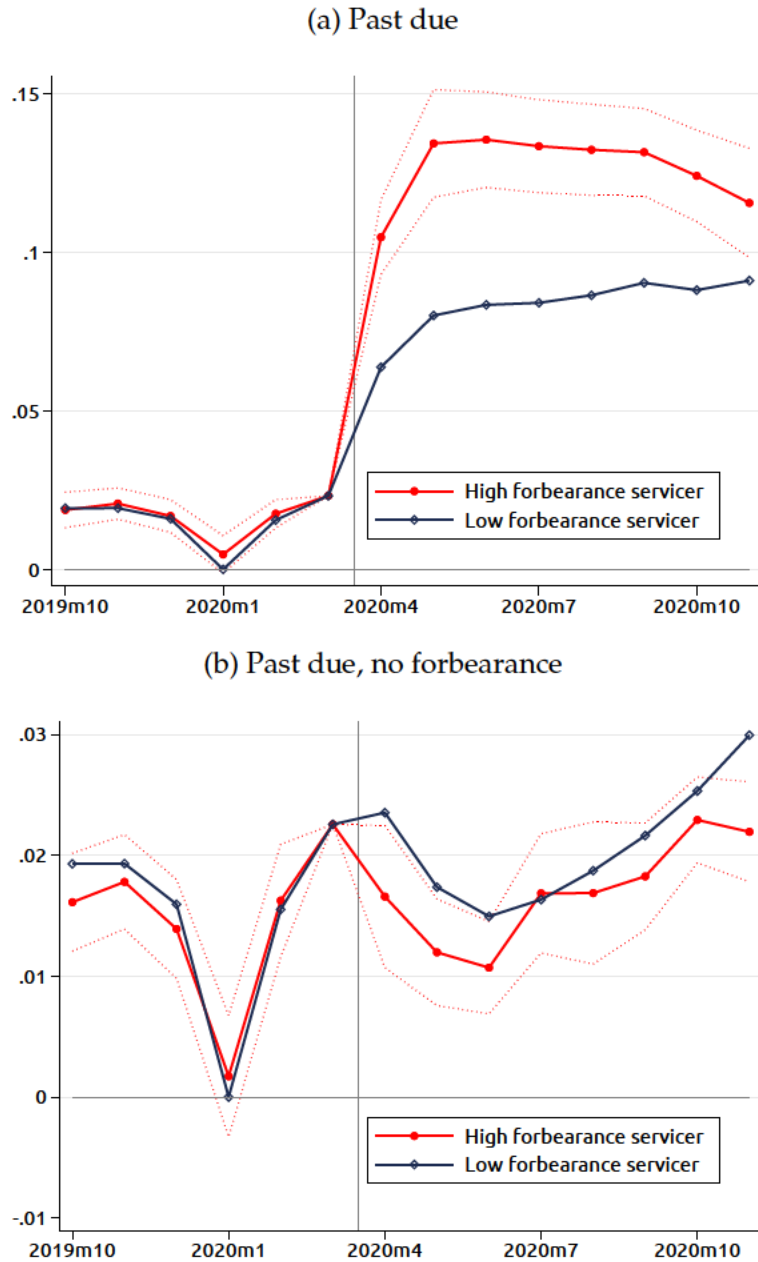 (a) Past due
.15
.1
.05
0
High forbearance servicer
Low forbearance servicer
2019m10 2020m1 2020m4 2020m7 2020m10
(b) Past due, no forbearance
.03
.02
.01
0
High forbearance servicer
Low forbearance servicer
-.01
2019m10 2020m1 2020m4 2020m7 2020m10